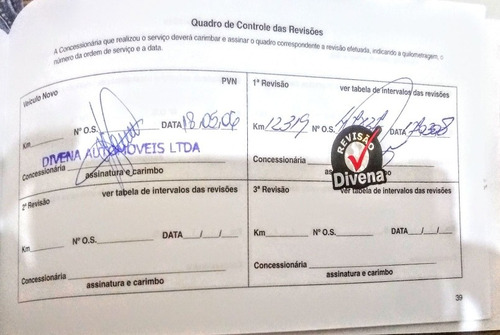 Quadro de Controle das Revisões
A Concessionária que realizou o serviço deverá carimbar e assinar o quadro correspondente a revisão efetusda, indicando a quilometragem, o
número da ordem de serviço e a data.
Veículo Novo PVN
Km Nº O.S. DATA 18.05.06
DIVENA AUTOMÓVEIS LTDA
Concessionária
assinatura e carimbo
1ª Revisão ver tabela de intervalos das revisões
Km 12319 Nº O.S. DATA
REVISÃO
Divena
Concessionária
2ª Revisão ver tabela de intervalos das revisões
Km Nº O.S. DATA / /
Concessionária
assinatura e carimbo
3ª Revisão ver tabela de intervalos das revisões
Km Nº O.S. DATA / /
Concessionária
assinatura e carimbo
39